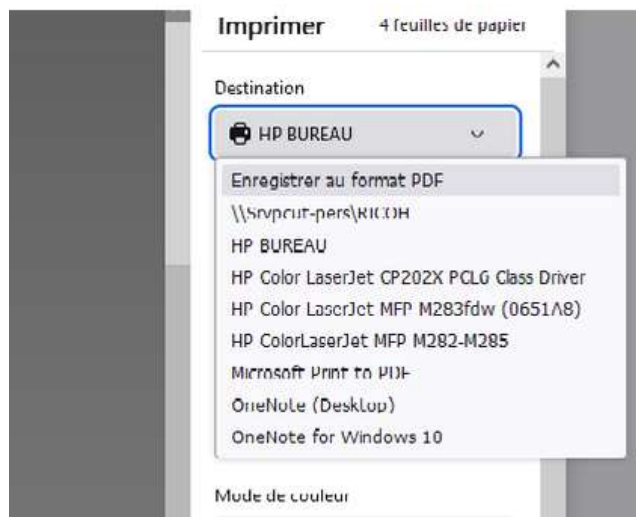 Imprimer 4 feuilles de papier
Destination
HP BUREAU
Enregistrer au format PDF
\\Srvpcut-pers\RICOH
HP BUREAU
HP Color LaserJet CP202X PCL6 Class Driver
HP Color LaserJet MFP M283fdw (0651A8)
HP ColorLaserJet MFP M282-M285
Microsoft Print to PDF
OneNote (Desktop)
OneNote for Windows 10
Mode de couleur